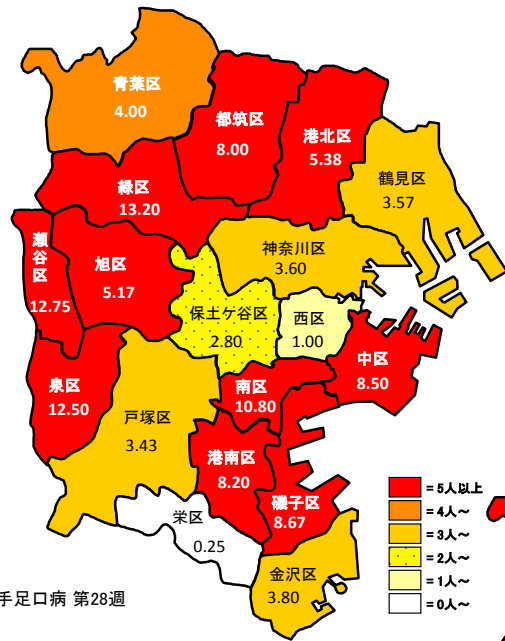 青葉区
4.00
都筑区
8.00
港北区
5.38
鶴見区
3.57
緑区
13.20
神奈川区
3.60
瀬谷区
12.75
旭区
5.17
保土ケ谷区
2.80
西区
1.00
中区
8.50
泉区
12.50
南区
10.80
戸塚区
3.43
港南区
8.20
磯子区
8.67
栄区
0.25
金沢区
3.80
= 5人以上
= 4人～
= 3人～
= 2人～
= 1人～
= 0人～
手足口病 第28週